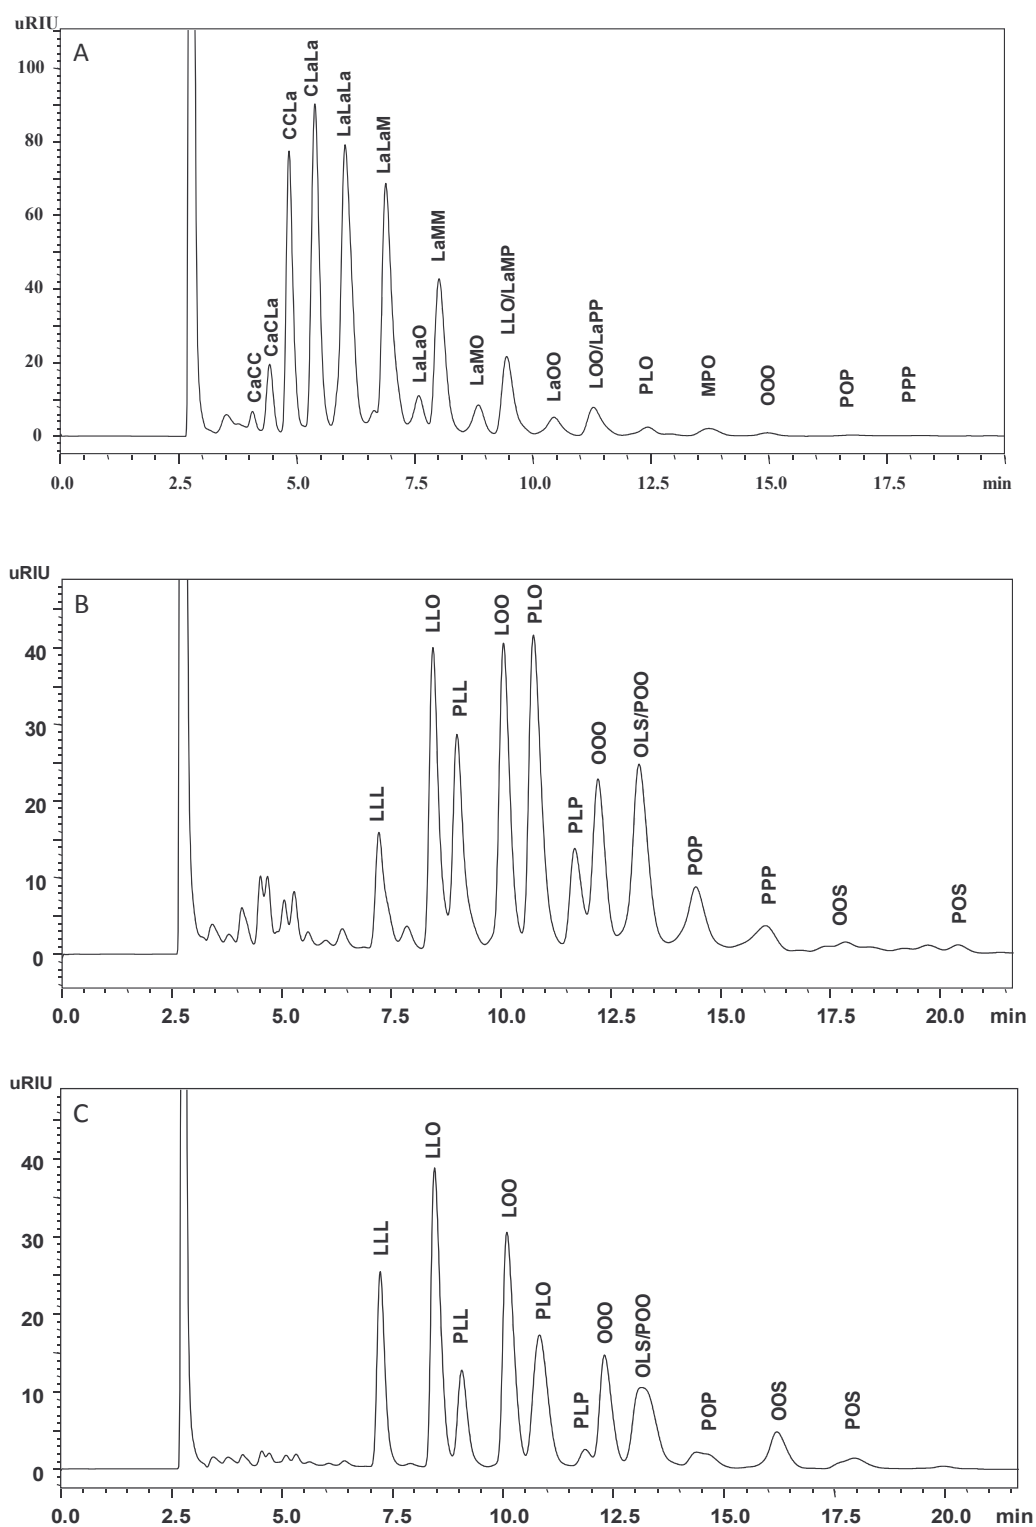 uRIU
A
100
80
60
40
20
0
CaCC
CaCLa
CCLa
CLaLa
LaLaLa
LaLaM
LaLaO
LaMM
LaMO
LLO/LaMP
LaOO
LOO/LaPP
PLO
MPO
OOO
POP
PPP
0.0 2.5 5.0 7.5 10.0 12.5 15.0 17.5 min
uRIU
B
40
30
20
10
0
LLL
LLO
PLL
LOO
PLO
PLP
OOO
OLS/POO
POP
PPP
OOS
POS
0.0 2.5 5.0 7.5 10.0 12.5 15.0 17.5 20.0 min
uRIU
C
40
30
20
10
0
LLL
LLO
PLL
LOO
PLO
PLP
OOO
OLS/POO
POP
OOS
POS
0.0 2.5 5.0 7.5 10.0 12.5 15.0 17.5 20.0 min